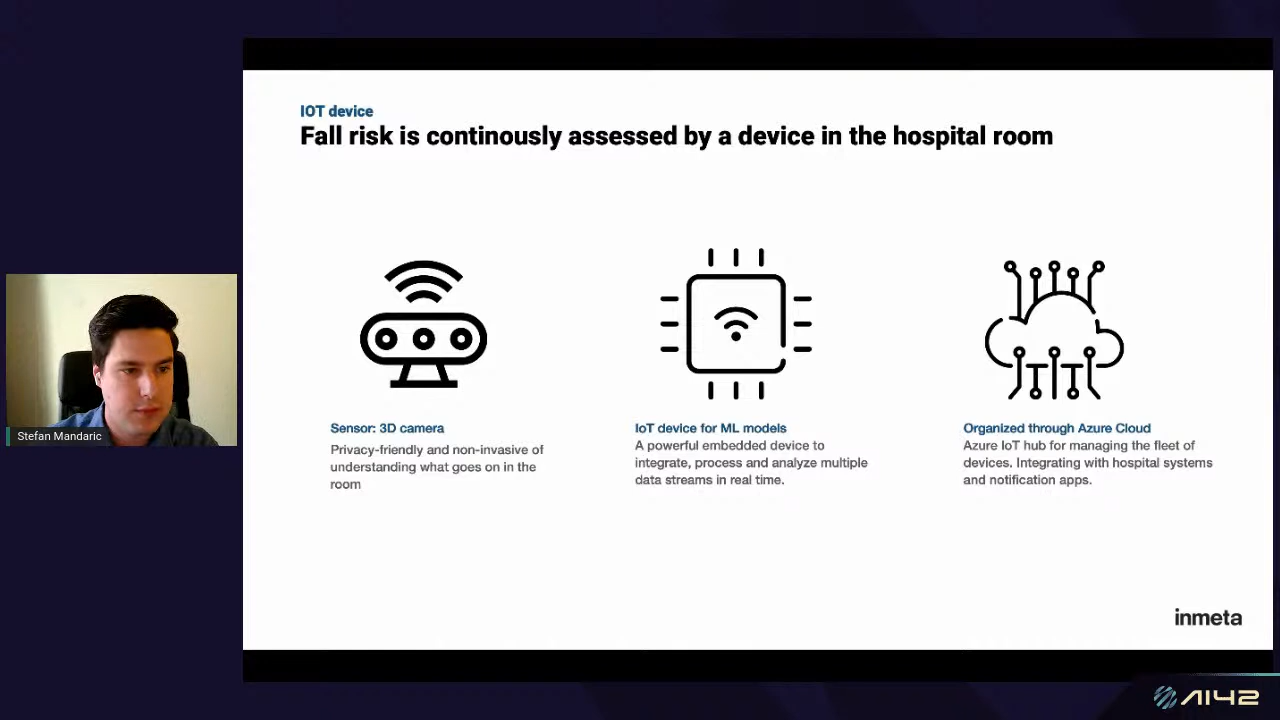 IOT device
Fall risk is continously assessed by a device in the hospital room
Sensor: 3D camera
Privacy-friendly and non-invasive of
understanding what goes on in the
room
IoT device for ML models
A powerful embedded device to
integrate, process and analyze multiple
data streams in real time.
Organized through Azure Cloud
Azure IoT hub for managing the fleet of
devices. Integrating with hospital systems
and notification apps.
Stefan Mandaric
inmeta
AI42